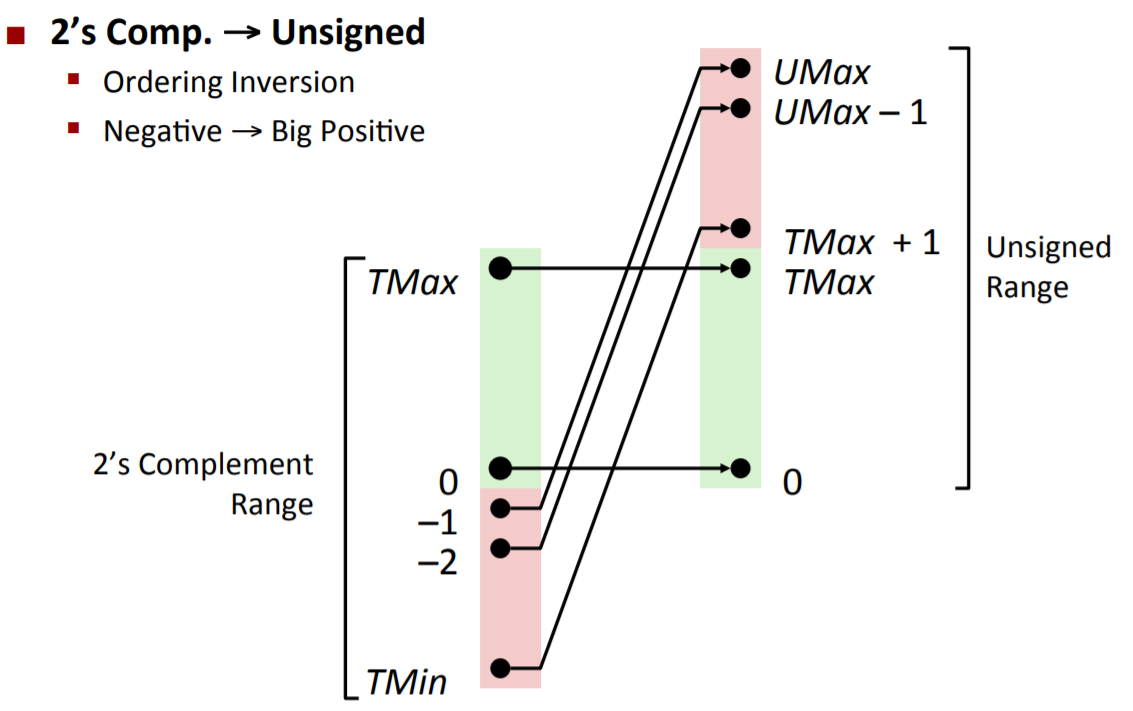 2’s Comp. → Unsigned
Ordering Inversion
Negative → Big Positive
UMax
UMax – 1
TMax + 1
TMax
Unsigned
Range
TMax
2’s Complement
Range
0
–1
–2
TMin
0